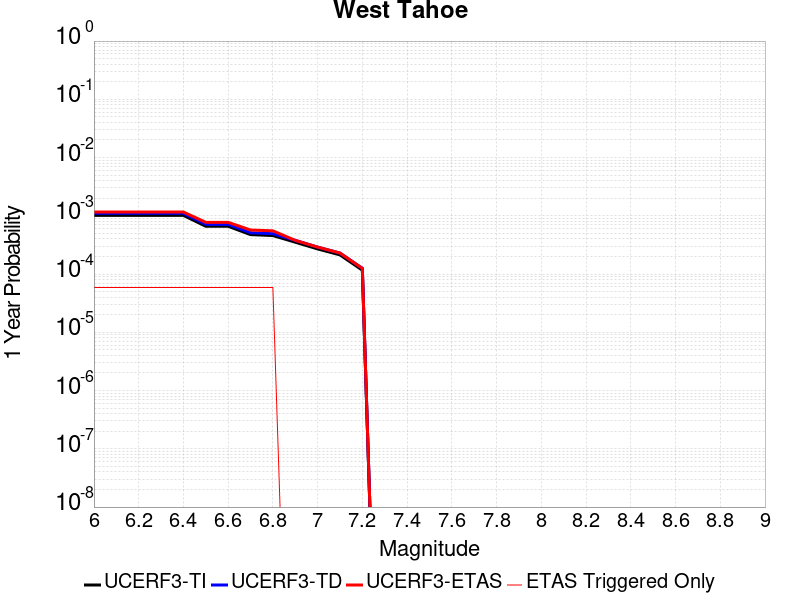 West Tahoe
10^0
10^-1
10^-2
10^-3
10^-4
10^-5
10^-6
10^-7
10^-8
1 Year Probability
6 6.2 6.4 6.6 6.8 7 7.2 7.4 7.6 7.8 8 8.2 8.4 8.6 8.8 9
Magnitude
UCERF3-TI UCERF3-TD UCERF3-ETAS ETAS Triggered Only